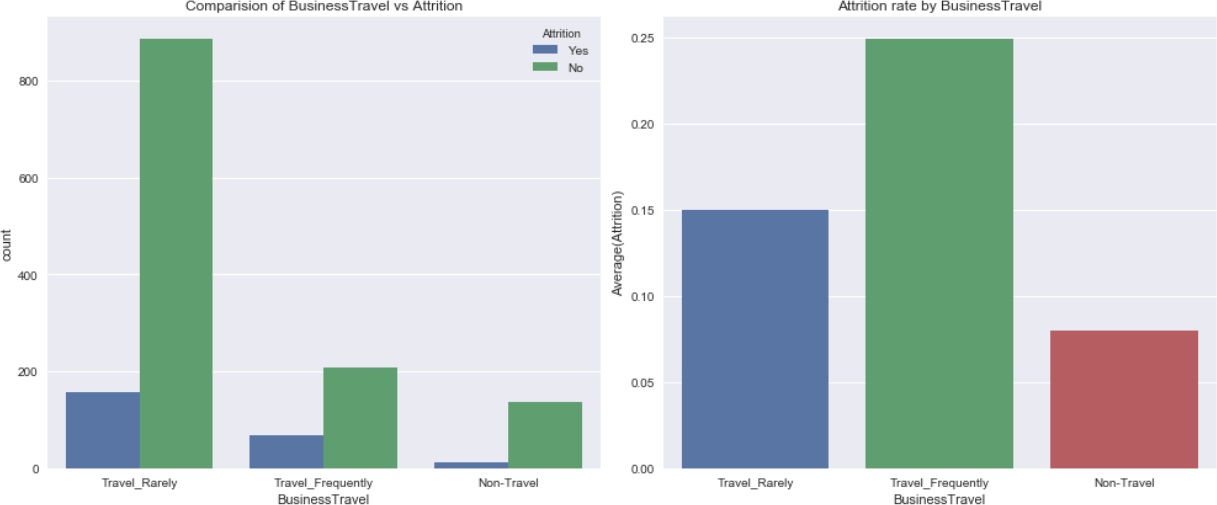 Comparision of BusinessTravel vs Attrition
Attrition
Yes
No
800
600
400
200
0
count
Travel_Rarely
Travel_Frequently
Non-Travel
BusinessTravel
Attrition rate by BusinessTravel
0.25
0.20
0.15
0.10
0.05
0.00
Average(Attrition)
Travel_Rarely
Travel_Frequently
Non-Travel
BusinessTravel